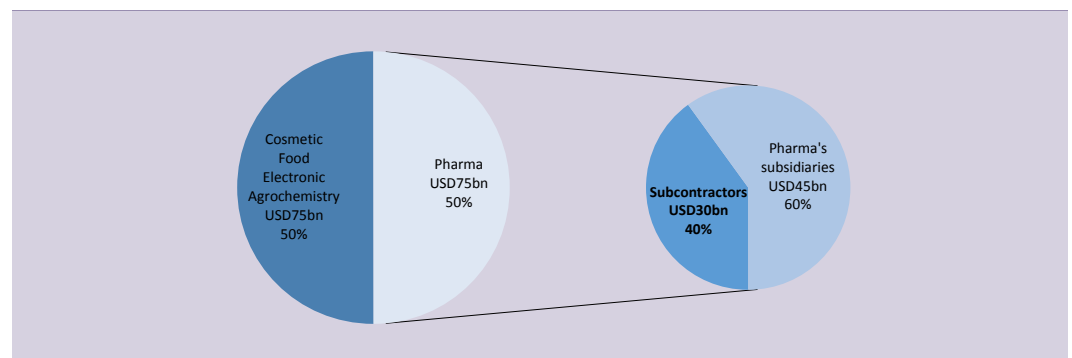 Cosmetic
Food
Electronic
Agrochemistry
USD75bn
50%
Pharma
USD75bn
50%
Subcontractors
USD30bn
40%
Pharma's
subsidiaries
USD45bn
60%